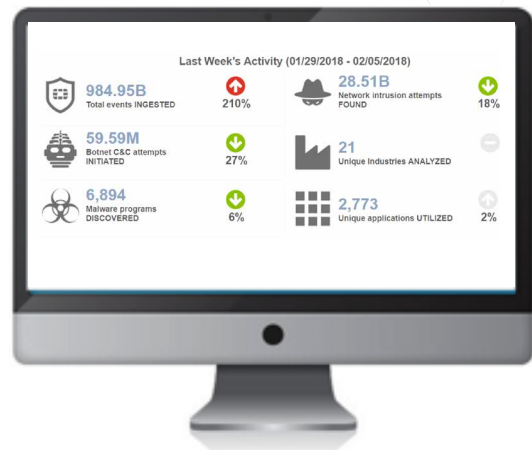 Last Week's Activity (01/29/2018 - 02/05/2018)
984.95B
Total events INGESTED
210%
28.51B
Network intrusion attempts
FOUND
18%
59.59M
Botnet C&C attempts
INITIATED
27%
21
Unique Industries ANALYZED
6,894
Malware programs
DISCOVERED
6%
2,773
Unique applications UTILIZED
2%